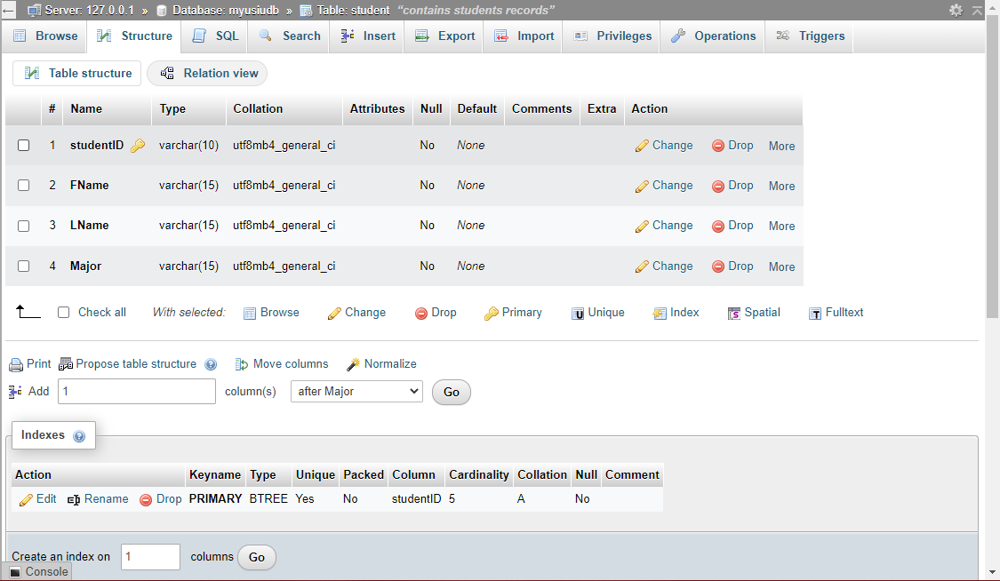 Server: 127.0.0.1 » Database: myusiudb » Table: student “contains students records”
Browse Structure SQL Search Insert Export Import Privileges Operations Triggers
Table structure Relation view
# Name Type Collation Attributes Null Default Comments Extra Action
1 studentID varchar(10) utf8mb4_general_ci No None Change Drop More
2 FName varchar(15) utf8mb4_general_ci No None Change Drop More
3 LName varchar(15) utf8mb4_general_ci No None Change Drop More
4 Major varchar(15) utf8mb4_general_ci No None Change Drop More
Check all With selected: Browse Change Drop Primary Unique Index Spatial Fulltext
Print Propose table structure Move columns Normalize
Add 1 column(s) after Major Go
Indexes
Action Keyname Type Unique Packed Column Cardinality Collation Null Comment
Edit Rename Drop PRIMARY BTREE Yes No studentID 5 A No
Create an index on 1 columns Go
Console